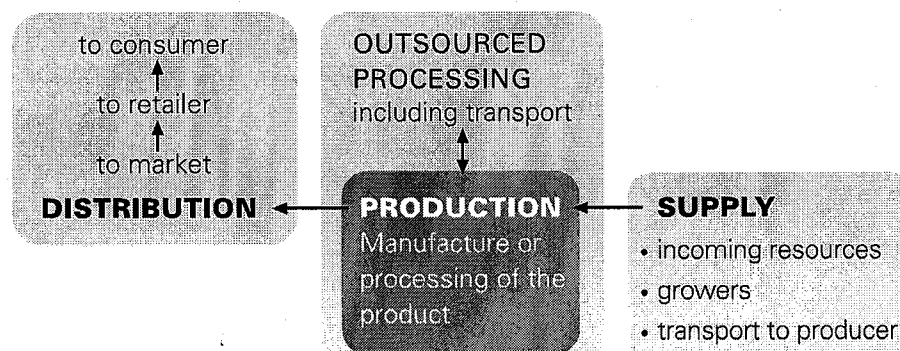 to consumer
to retailer
to market
DISTRIBUTION
OUTSOURCED
PROCESSING
including transport
PRODUCTION
Manufacture or
processing of the
product
SUPPLY
• incoming resources
• growers
• transport to producer